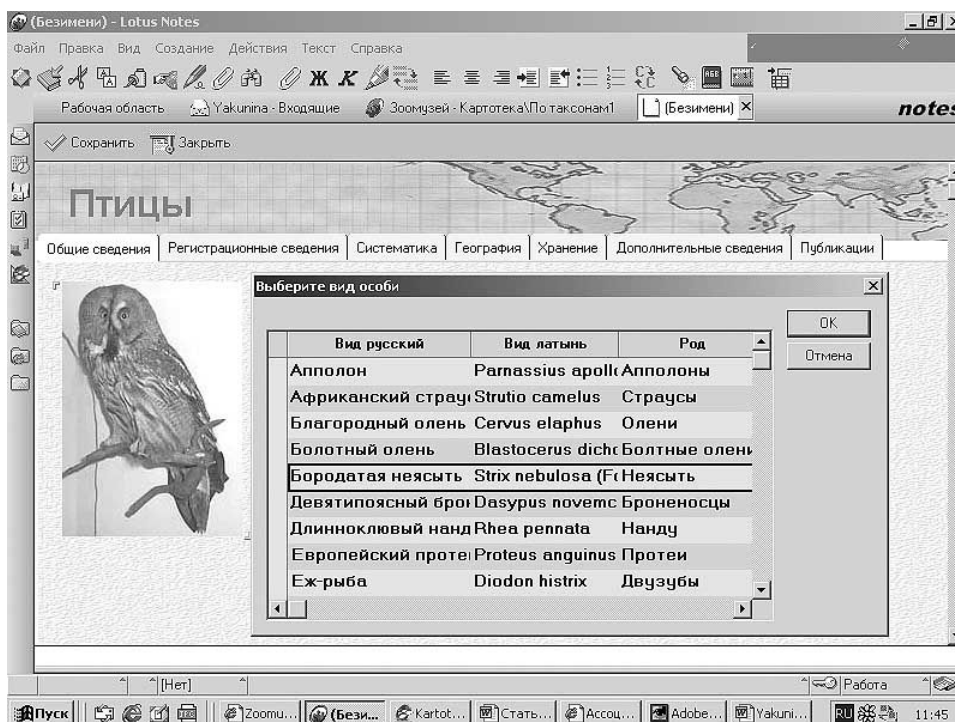 (Безимени) - Lotus Notes
Файл Правка Вид Создание Действия Текст Справка
Ж К
Рабочая область Yakunina - Входящие Зоомузей - Картотека\По таксонам1 (Безимени) notes
Сохранить Закрыть
Птицы
Общие сведения Регистрационные сведения Систематика География Хранение Дополнительные сведения Публикации
Выберите вид особи
OK
Отмена
Вид русский Вид латынь Род
Апполон Parnassius apoll Апполоны
Африканский страу Strutio camelus Страусы
Благородный олень Cervus elaphus Олени
Болотный олень Blastocerus dich Болтные олени
Бородатая неясыть Strix nebulosa (F Неясыть
Девятипоясный бро Dasypus novemc Броненосцы
Длинноклювый нанд Rhea pennata Нанду
Европейский проте Proteus anguinus Протеи
Еж-рыба Diodon histrix Двузубы
[Нет] Работа
Пуск Zoomu... (Бези... Kartot... Стать... Ассоц... Adobe... Yakuni... RU 11:45